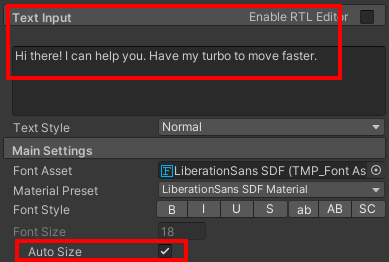 Text Input Enable RTL Editor
Hi there! I can help you. Have my turbo to move faster.
Text Style Normal
Main Settings
Font Asset LiberationSans SDF (TMP_Font As
Material Preset LiberationSans SDF Material
Font Style B I U S ab AB SC
Font Size 18
Auto Size